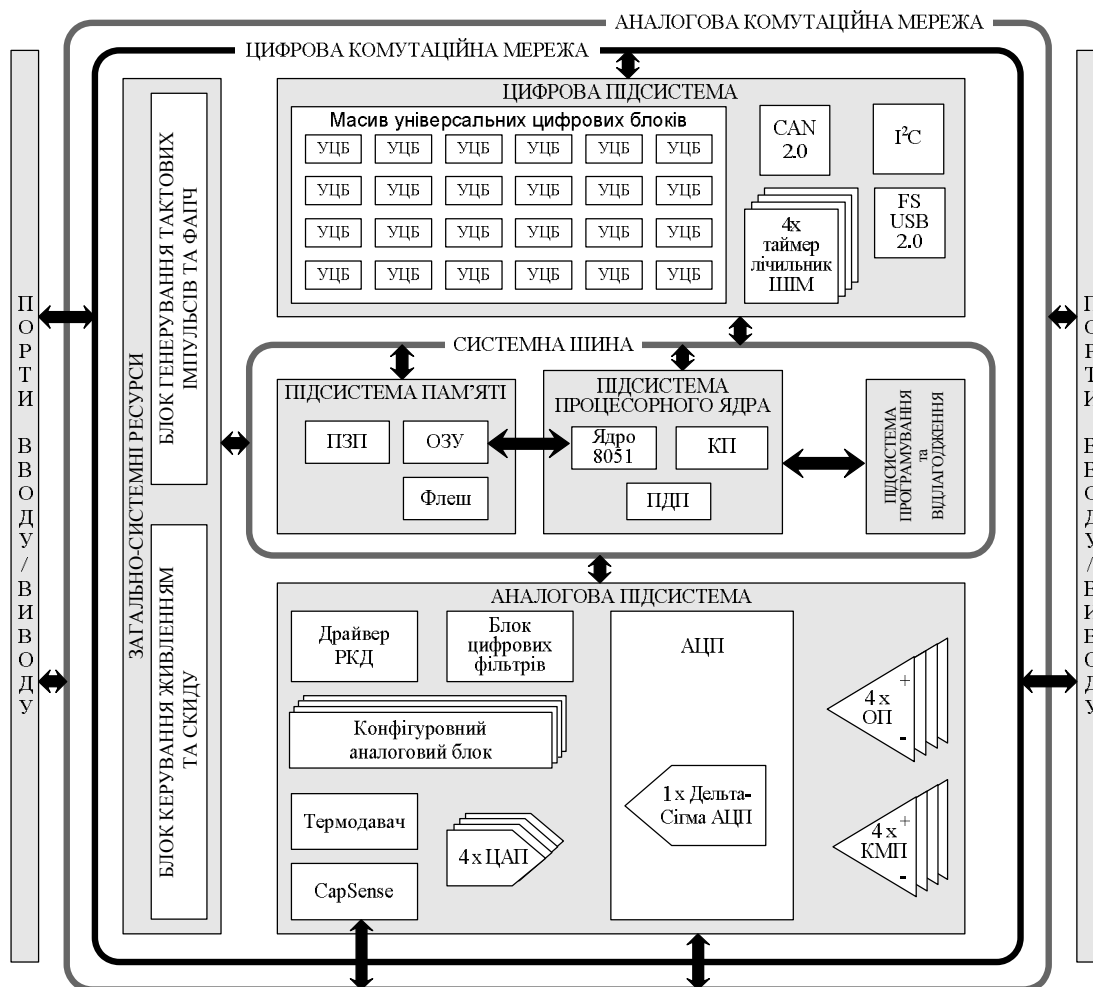 АНАЛОГОВА КОМУТАЦІЙНА МЕРЕЖА
ЦИФРОВА КОМУТАЦІЙНА МЕРЕЖА
ПОРТИ ВВОДУ/ВИВОДУ
ЗАГАЛЬНО-СИСТЕМНІ РЕСУРСИ
БЛОК ГЕНЕРУВАННЯ ТАКТОВИХ
ІМПУЛЬСІВ ТА ФАПЧ
БЛОК КЕРУВАННЯ ЖИВЛЕННЯМ
ТА СКИДУ
ЦИФРОВА ПІДСИСТЕМА
Масив універсальних цифрових блоків
УЦБ УЦБ УЦБ УЦБ УЦБ УЦБ
УЦБ УЦБ УЦБ УЦБ УЦБ УЦБ
УЦБ УЦБ УЦБ УЦБ УЦБ УЦБ
УЦБ УЦБ УЦБ УЦБ УЦБ УЦБ
CAN
2.0
I²C
4x
таймер
лічильник
ШІМ
FS
USB
2.0
СИСТЕМНА ШИНА
ПІДСИСТЕМА ПАМ’ЯТІ
ПЗП
ОЗУ
Флеш
ПІДСИСТЕМА
ПРОЦЕСОРНОГО ЯДРА
Ядро
8051
КП
ПДП
ПІДСИСТЕМА
ПРОГРАМУВАННЯ
та
ВІДЛАГОДЖЕННЯ
АНАЛОГОВА ПІДСИСТЕМА
Драйвер
РКД
Блок
цифрових
фільтрів
Конфігуровний
аналоговий блок
Термодавач
CapSense
4 x ЦАП
АЦП
1 x Дельта-
Сігма АЦП
+
4 x
ОП
-
+
4 x
КМП
-
ПОРТИ ВВОДУ/ВИВОДУ